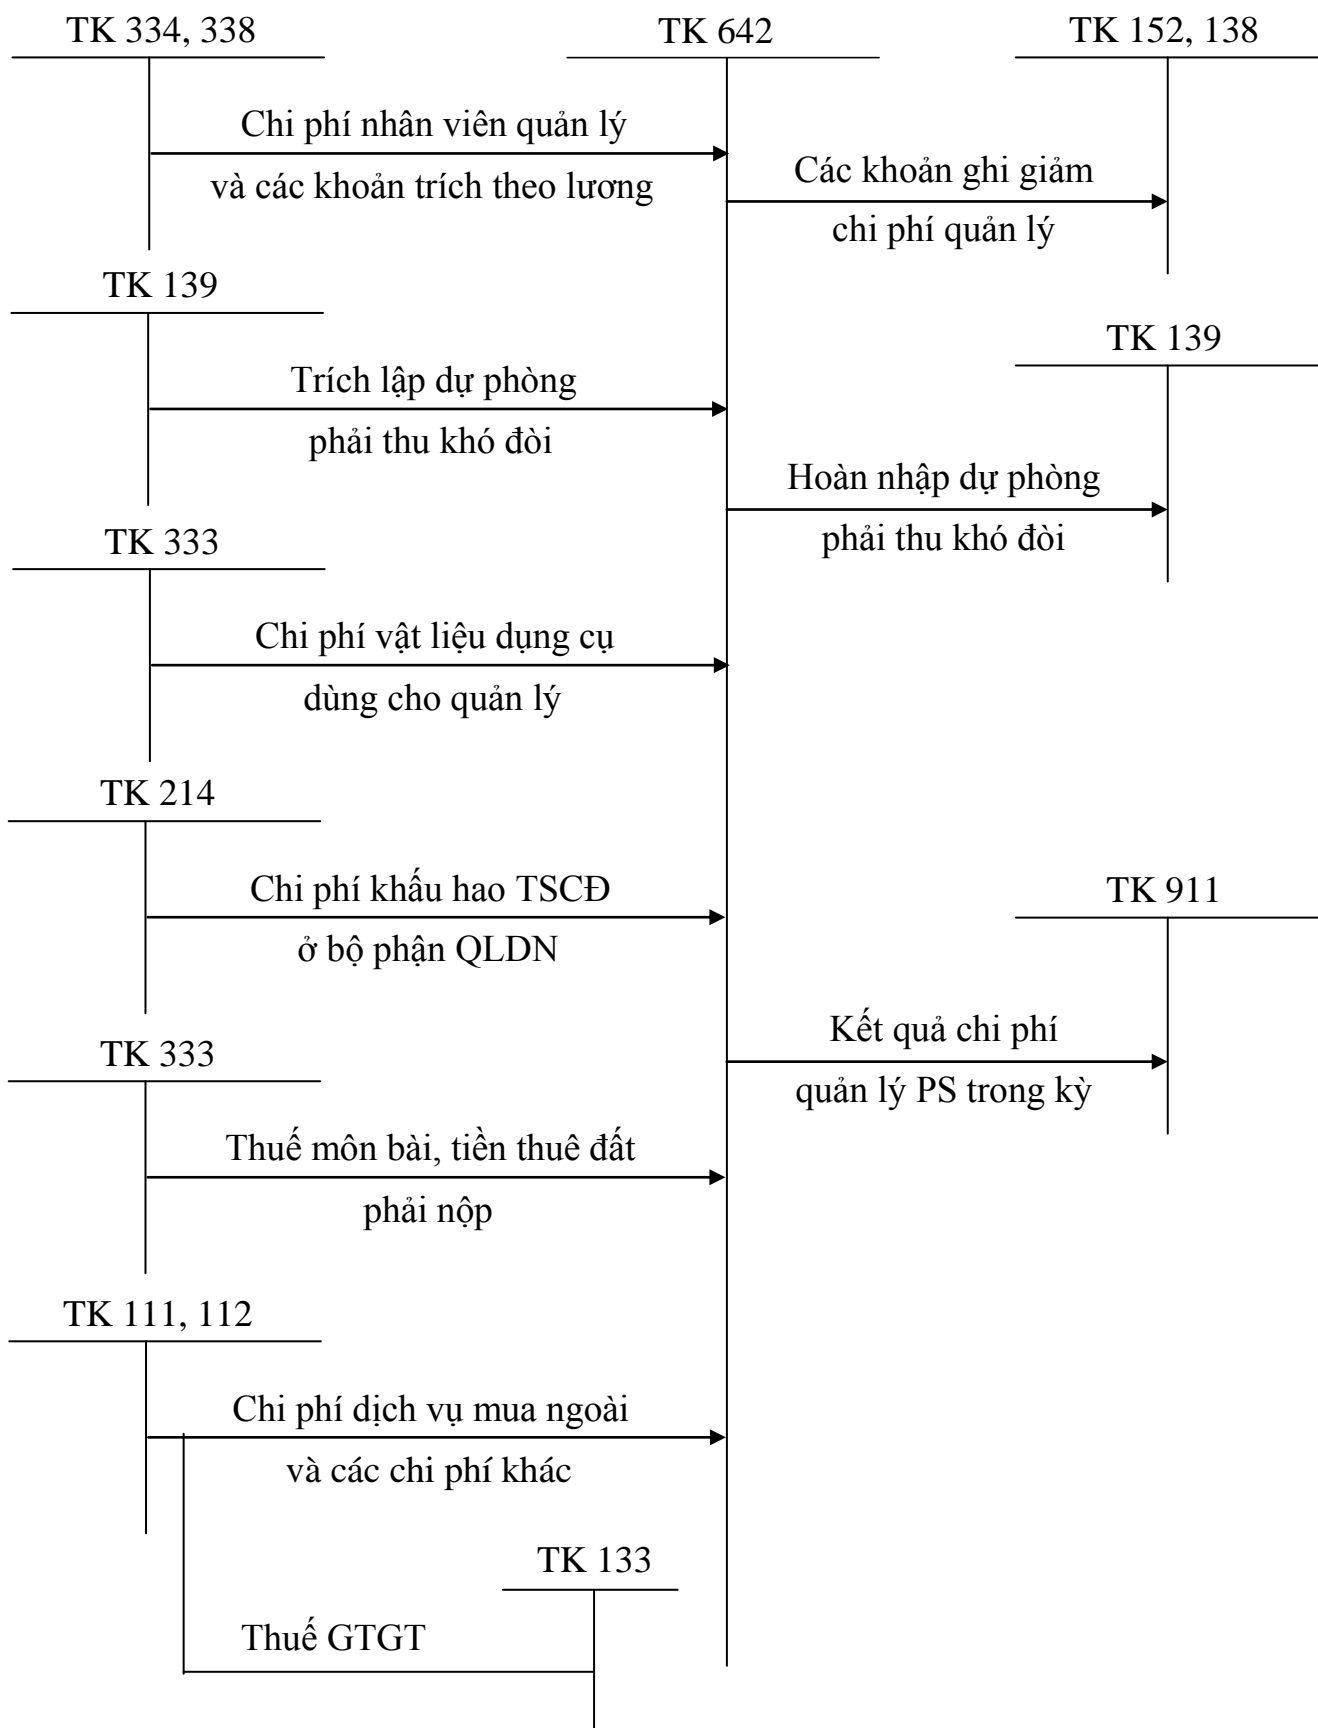 TK 334, 338
TK 642
TK 152, 138
Chi phí nhân viên quản lý
và các khoản trích theo lương
Các khoản ghi giảm
chi phí quản lý
TK 139
TK 139
Trích lập dự phòng
phải thu khó đòi
Hoàn nhập dự phòng
phải thu khó đòi
TK 333
Chi phí vật liệu dụng cụ
dùng cho quản lý
TK 214
Chi phí khấu hao TSCĐ
ở bộ phận QLDN
TK 911
Kết quả chi phí
quản lý PS trong kỳ
TK 333
Thuế môn bài, tiền thuê đất
phải nộp
TK 111, 112
Chi phí dịch vụ mua ngoài
và các chi phí khác
TK 133
Thuế GTGT